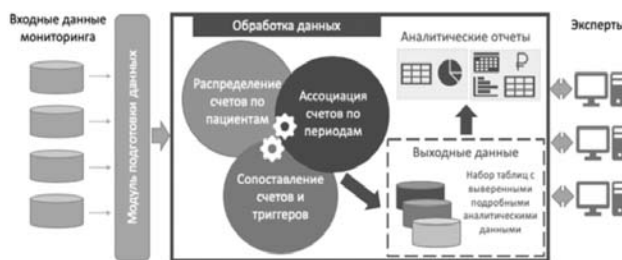 Входные данные
мониторинга
Модуль подготовки данных
Обработка данных
Распределение
счетов по
пациентам
Ассоциация
счетов по
периодам
Сопоставление
счетов и
триггеров
Аналитические отчеты
₽
Выходные данные
Набор таблиц с
выверенными
подробными
аналитическими
данными
Эксперты